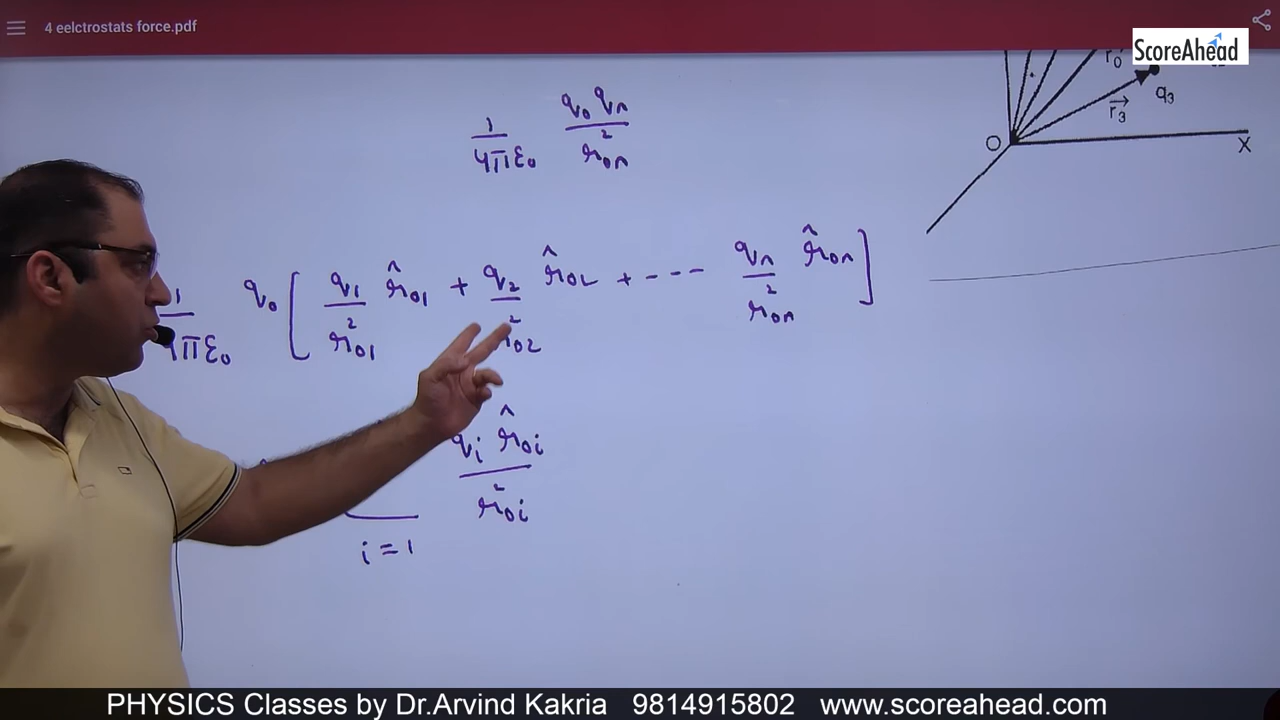 4 eelctrostats force.pdf
ScoreAhead
r₀
q₃
r₃→
O
X
1/4πε₀ q₀ qₙ/r₀ₙ²
1/4πε₀ q₀ [ q₁/r₀₁² r̂₀₁ + q₂/r₀₂² r̂₀₂ + ---- qₙ/r₀ₙ² r̂₀ₙ ]
qᵢ r̂₀ᵢ/r₀ᵢ²
i = 1
PHYSICS Classes by Dr.Arvind Kakria 9814915802 www.scoreahead.com